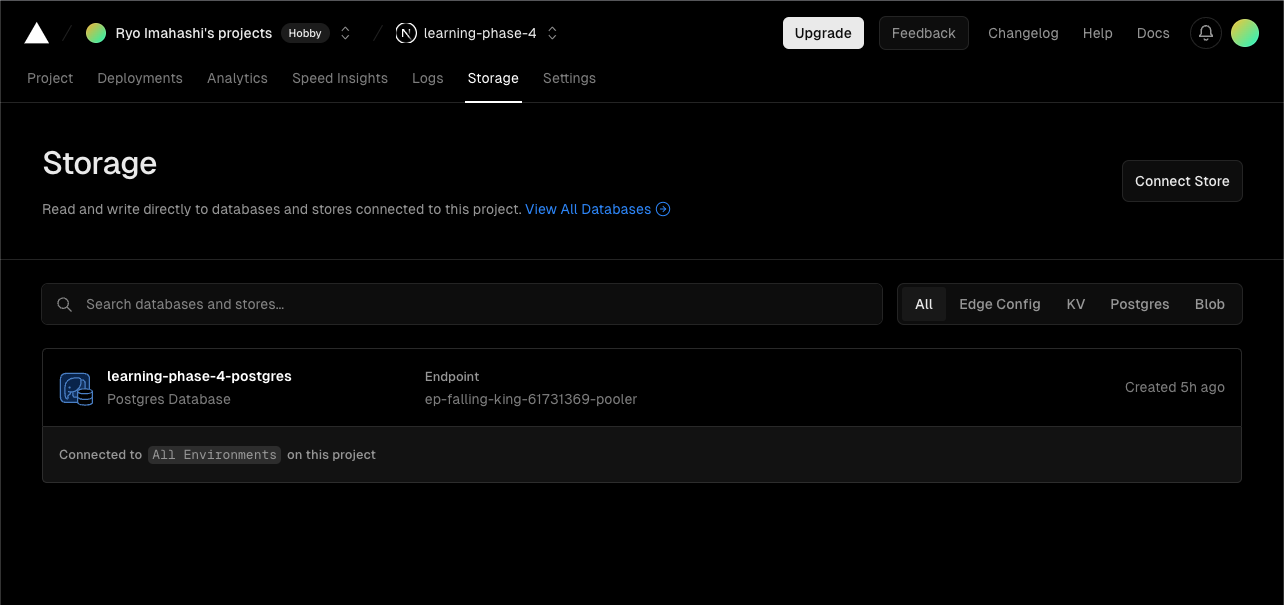 Ryo Imahashi's projects Hobby learning-phase-4 Upgrade Feedback Changelog Help Docs
Project Deployments Analytics Speed Insights Logs Storage Settings
Storage
Connect Store
Read and write directly to databases and stores connected to this project. View All Databases
Search databases and stores...
All Edge Config KV Postgres Blob
learning-phase-4-postgres Endpoint
Postgres Database ep-falling-king-61731369-pooler
Created 5h ago
Connected to All Environments on this project